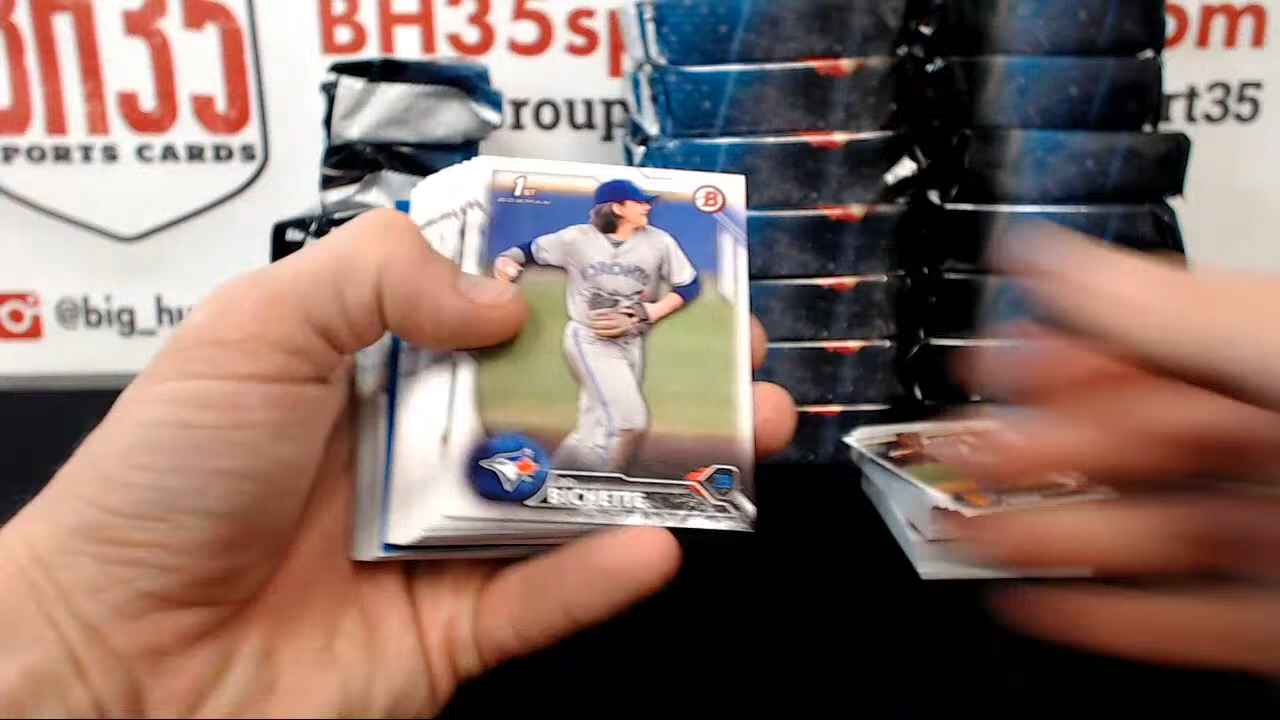 BH35
PORTS CARDS
BH35sp
om
roup
rt35
@big_hu
1ST
BOWMAN
B
TORONTO
BICHETTE